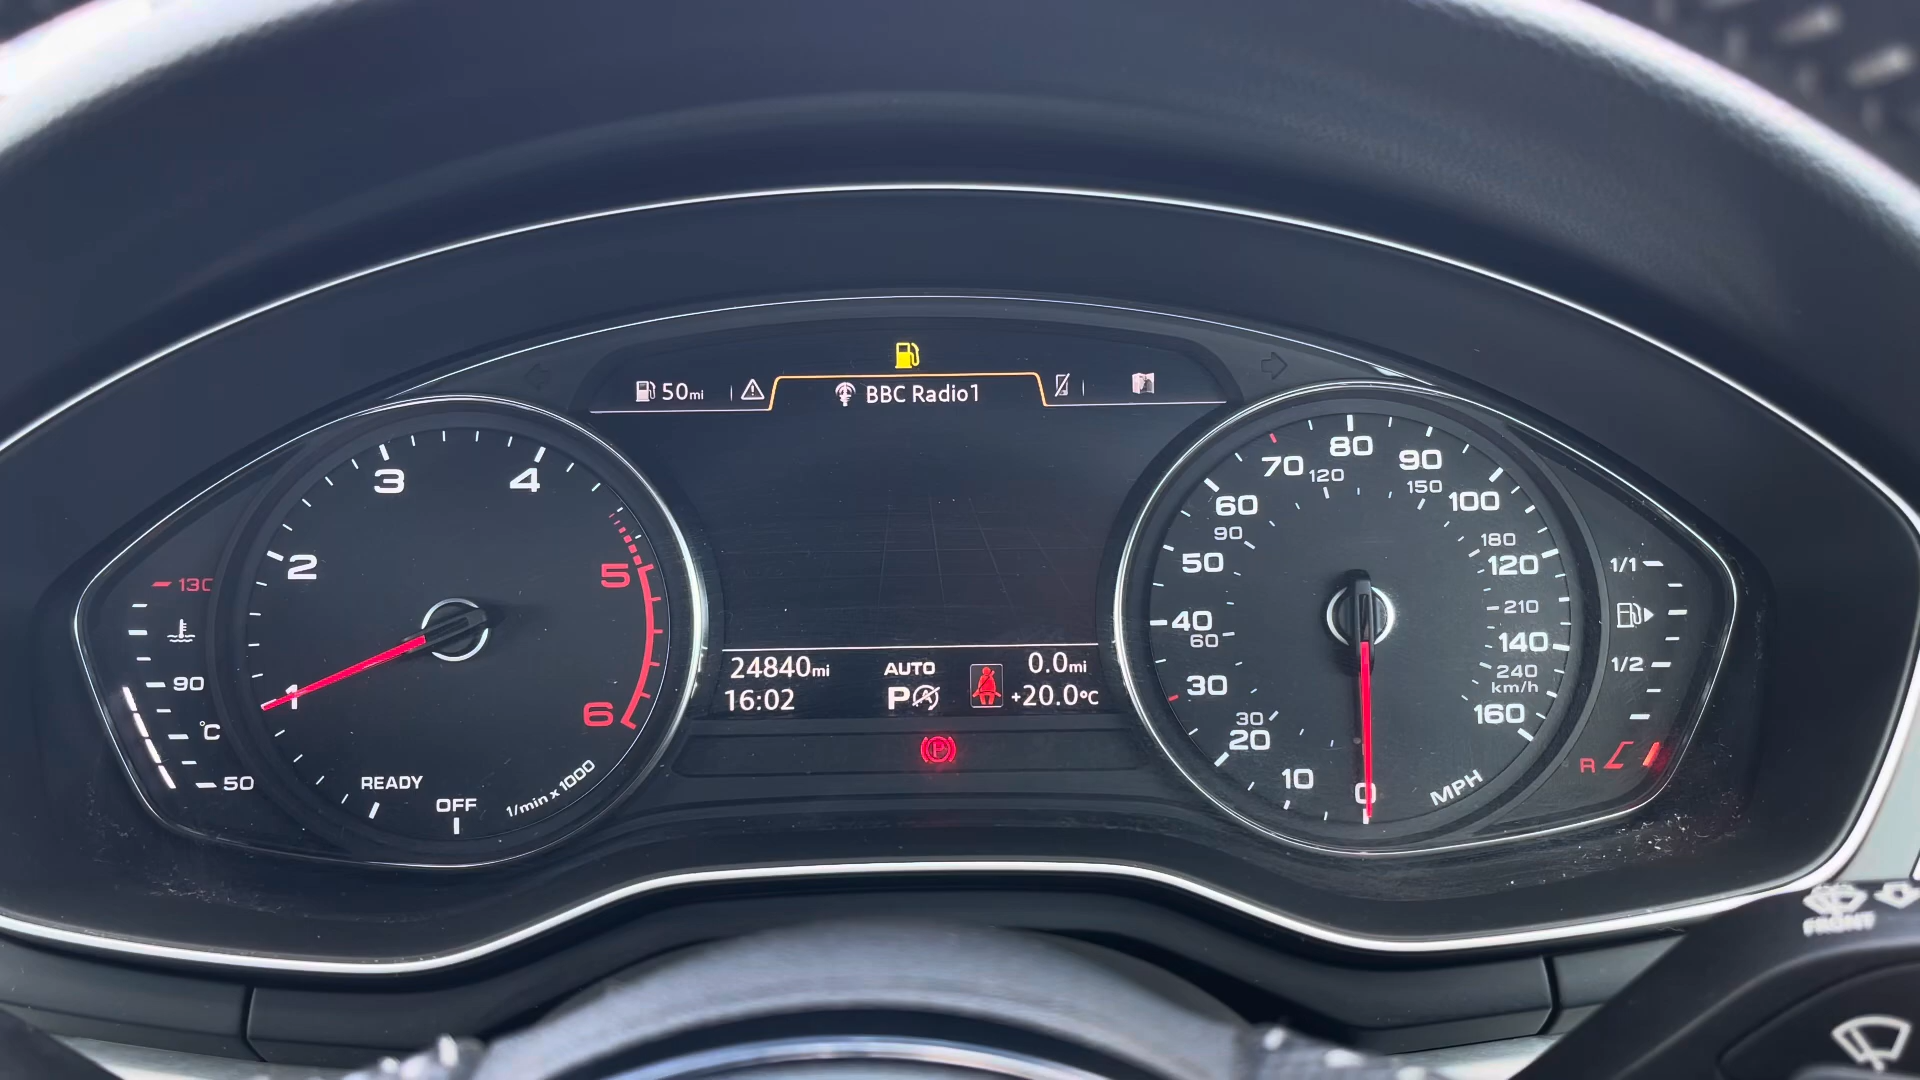 50mi
BBC Radio1
3
4
2
5
1
6
READY
OFF
1/min x 1000
90
°C
50
24840mi
AUTO
0.0mi
16:02
P
+20.0°C
P
80
70
90
120
150
60
100
90
180
50
120
210
40
60
140
240
km/h
30
160
30
20
10
0
MPH
1/1
1/2
R
FRONT